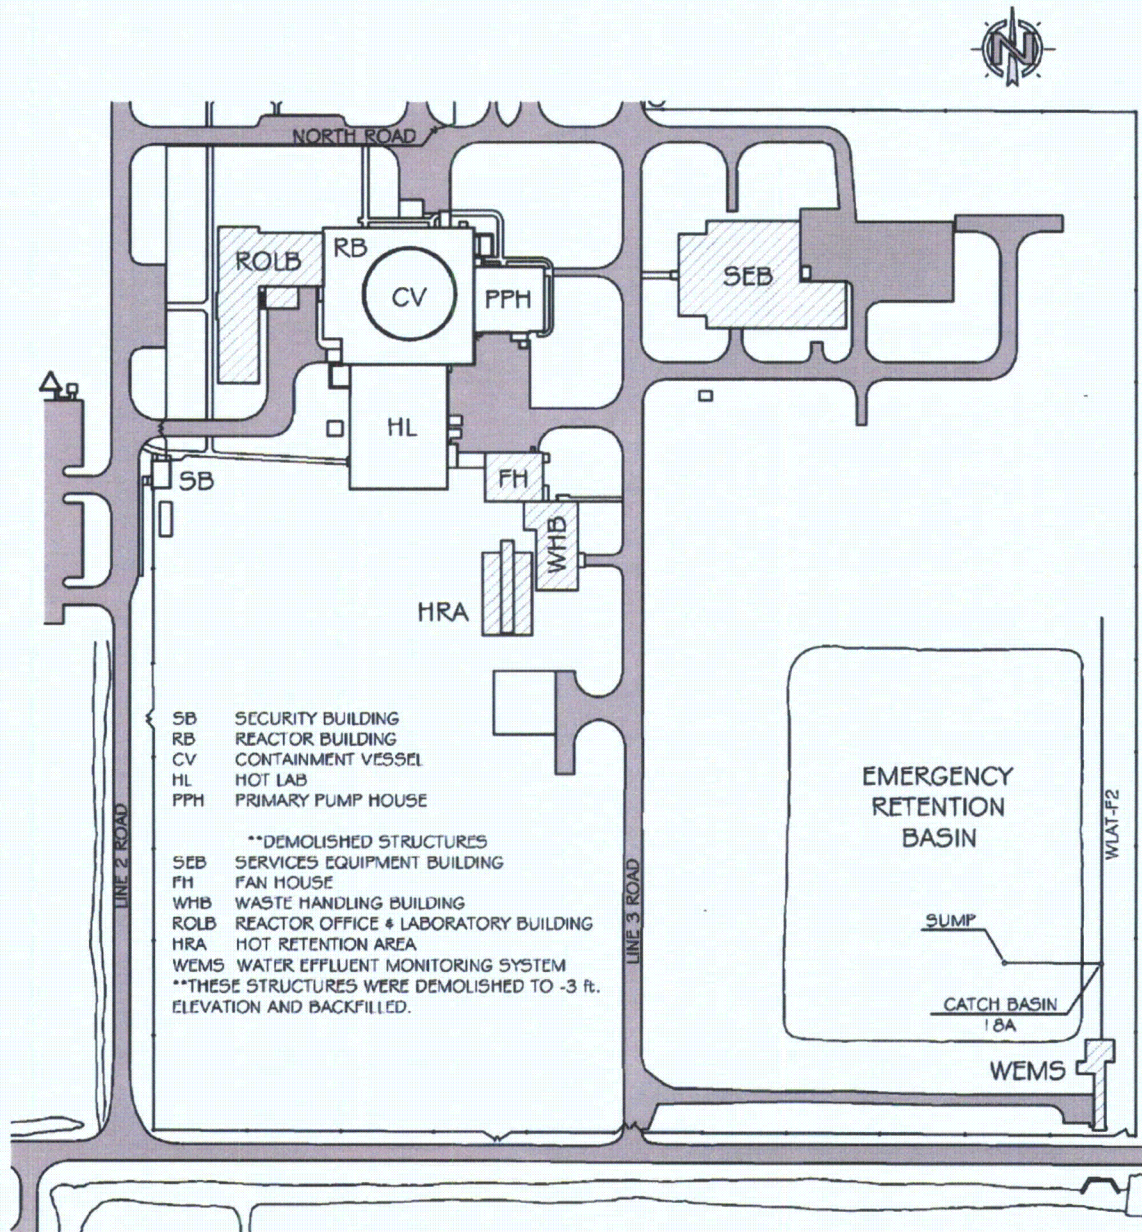 N
NORTH ROAD
RB
ROLB
CV
PPH
SEB
HL
SB
FH
WHB
HRA
SB SECURITY BUILDING
RB REACTOR BUILDING
CV CONTAINMENT VESSEL
HL HOT LAB
PPH PRIMARY PUMP HOUSE
**DEMOLISHED STRUCTURES
SEB SERVICES EQUIPMENT BUILDING
FH FAN HOUSE
WHB WASTE HANDLING BUILDING
ROLB REACTOR OFFICE & LABORATORY BUILDING
HRA HOT RETENTION AREA
WEMS WATER EFFLUENT MONITORING SYSTEM
**THESE STRUCTURES WERE DEMOLISHED TO -3 ft.
ELEVATION AND BACKFILLED.
LINE 2 ROAD
LINE 3 ROAD
EMERGENCY
RETENTION
BASIN
WLAT-F2
SUMP
CATCH BASIN
18A
WEMS